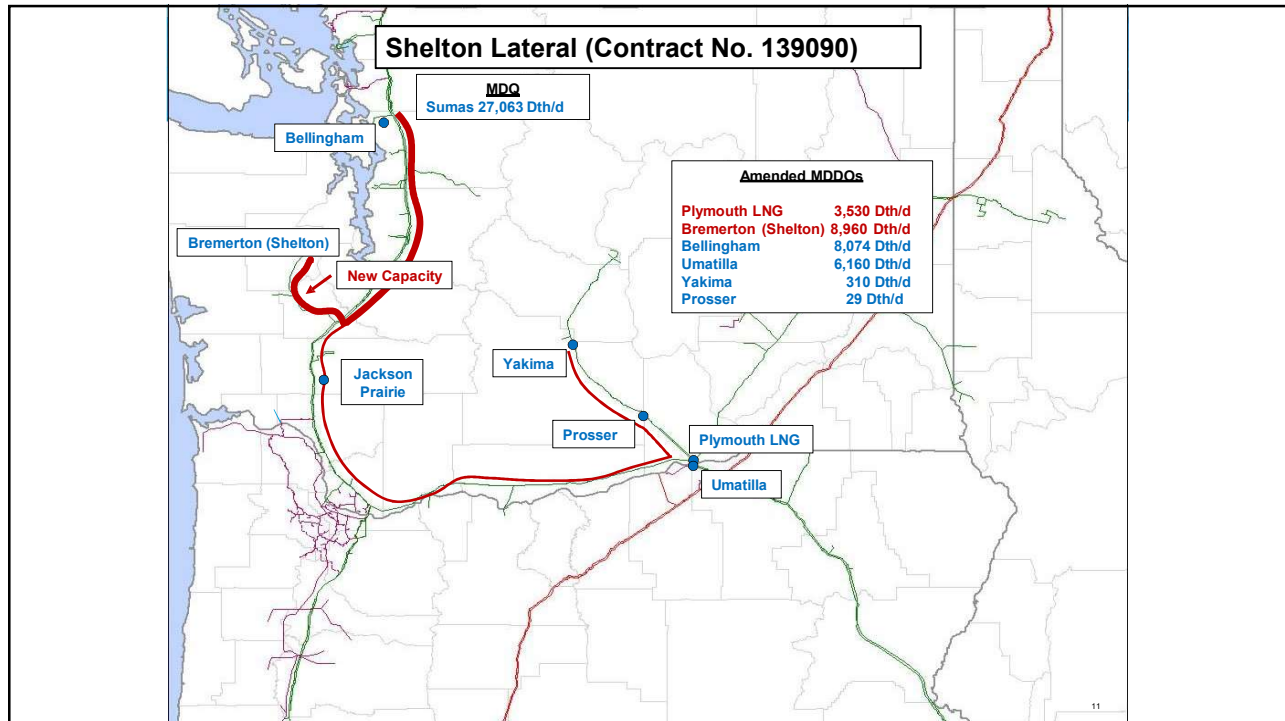 Shelton Lateral (Contract No. 139090)
MDQ
Sumas 27,063 Dth/d
Bellingham
Amended MDDOs
Plymouth LNG 3,530 Dth/d
Bremerton (Shelton) 8,960 Dth/d
Bellingham 8,074 Dth/d
Umatilla 6,160 Dth/d
Yakima 310 Dth/d
Prosser 29 Dth/d
Bremerton (Shelton)
New Capacity
Yakima
Jackson
Prairie
Prosser
Plymouth LNG
Umatilla
11